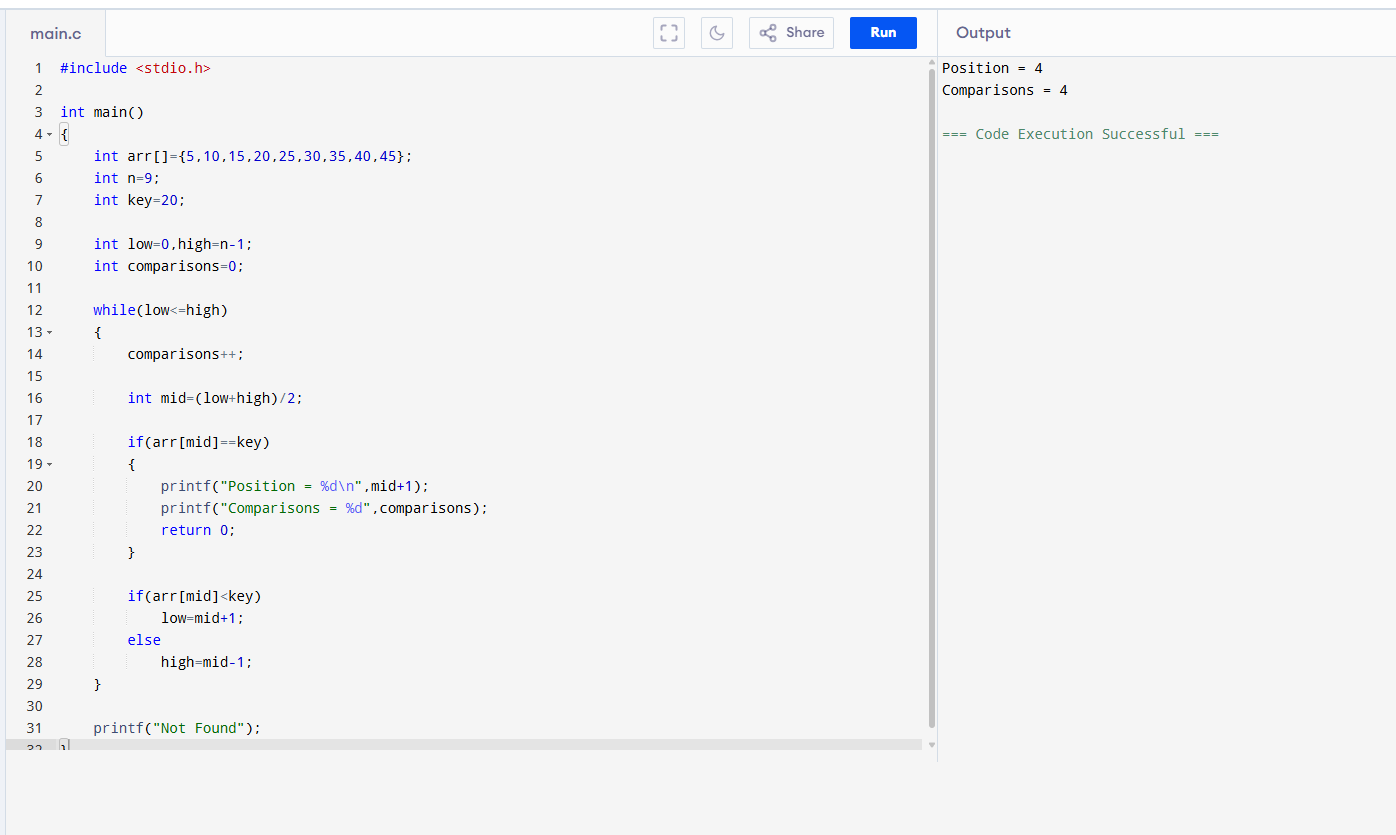 main.c
Share
Run
Output
1 #include <stdio.h>
2
3 int main()
4 {
5     int arr[]={5,10,15,20,25,30,35,40,45};
6     int n=9;
7     int key=20;
8
9     int low=0,high=n-1;
10     int comparisons=0;
11
12     while(low<=high)
13     {
14         comparisons++;
15
16         int mid=(low+high)/2;
17
18         if(arr[mid]==key)
19         {
20             printf("Position = %d\n",mid+1);
21             printf("Comparisons = %d",comparisons);
22             return 0;
23         }
24
25         if(arr[mid]<key)
26             low=mid+1;
27         else
28             high=mid-1;
29     }
30
31     printf("Not Found");
32 }
Position = 4
Comparisons = 4
=== Code Execution Successful ===